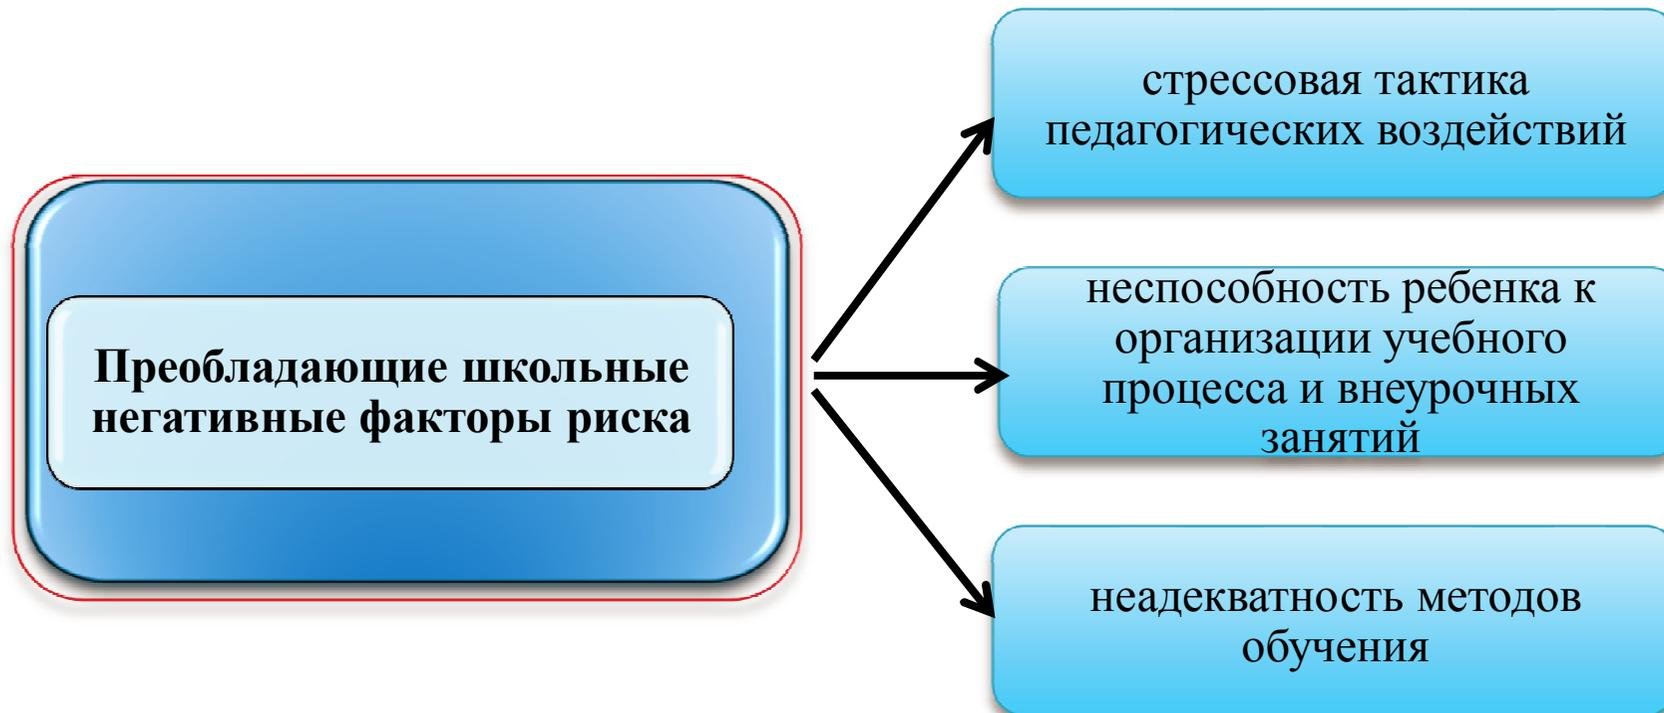 стрессовая тактика
педагогических воздействий
Преобладающие школьные
негативные факторы риска
неспособность ребенка к
организации учебного
процесса и внеурочных
занятий
неадекватность методов
обучения